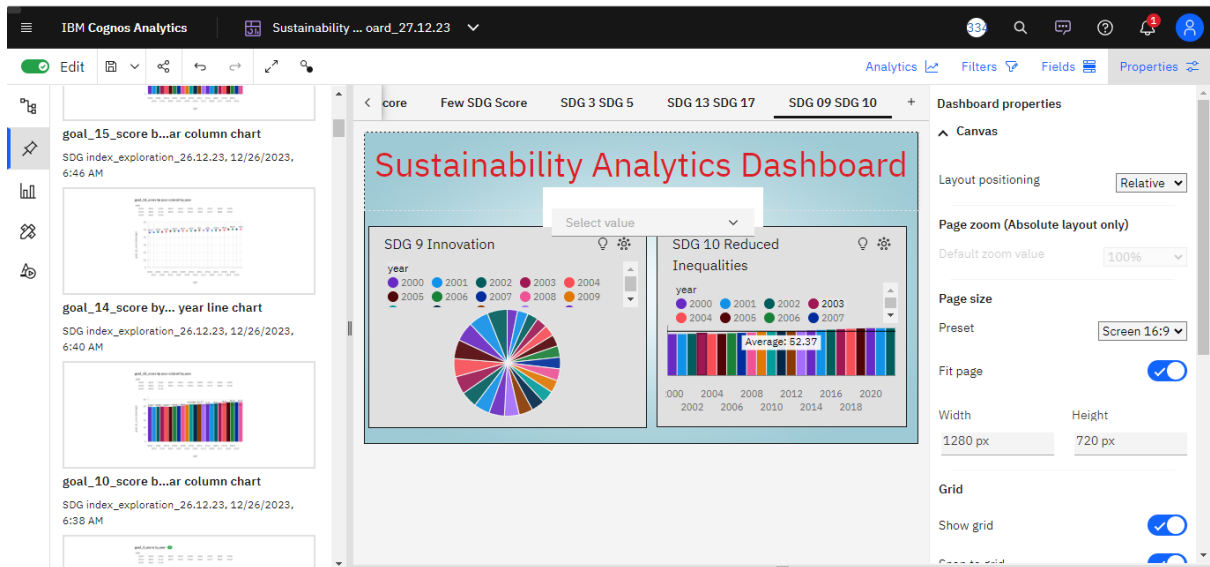 IBM Cognos Analytics
Sustainability ... oard_27.12.23
334
1
Edit
Analytics
Filters
Fields
Properties
goal_15_score b...ar column chart
SDG index_exploration_26.12.23, 12/26/2023,
6:46 AM
goal_14_score by... year line chart
SDG index_exploration_26.12.23, 12/26/2023,
6:40 AM
goal_10_score b...ar column chart
SDG index_exploration_26.12.23, 12/26/2023,
6:38 AM
core
Few SDG Score
SDG 3 SDG 5
SDG 13 SDG 17
SDG 09 SDG 10
+
Sustainability Analytics Dashboard
Select value
SDG 9 Innovation
year
2000 2001 2002 2003 2004
2005 2006 2007 2008 2009
SDG 10 Reduced
Inequalities
year
2000 2001 2002 2003
2004 2005 2006 2007
Average: 52.37
000 2004 2008 2012 2016 2020
2002 2006 2010 2014 2018
Dashboard properties
Canvas
Layout positioning
Relative
Page zoom (Absolute layout only)
Default zoom value
100%
Page size
Preset
Screen 16:9
Fit page
Width
Height
1280 px
720 px
Grid
Show grid
Snap to grid